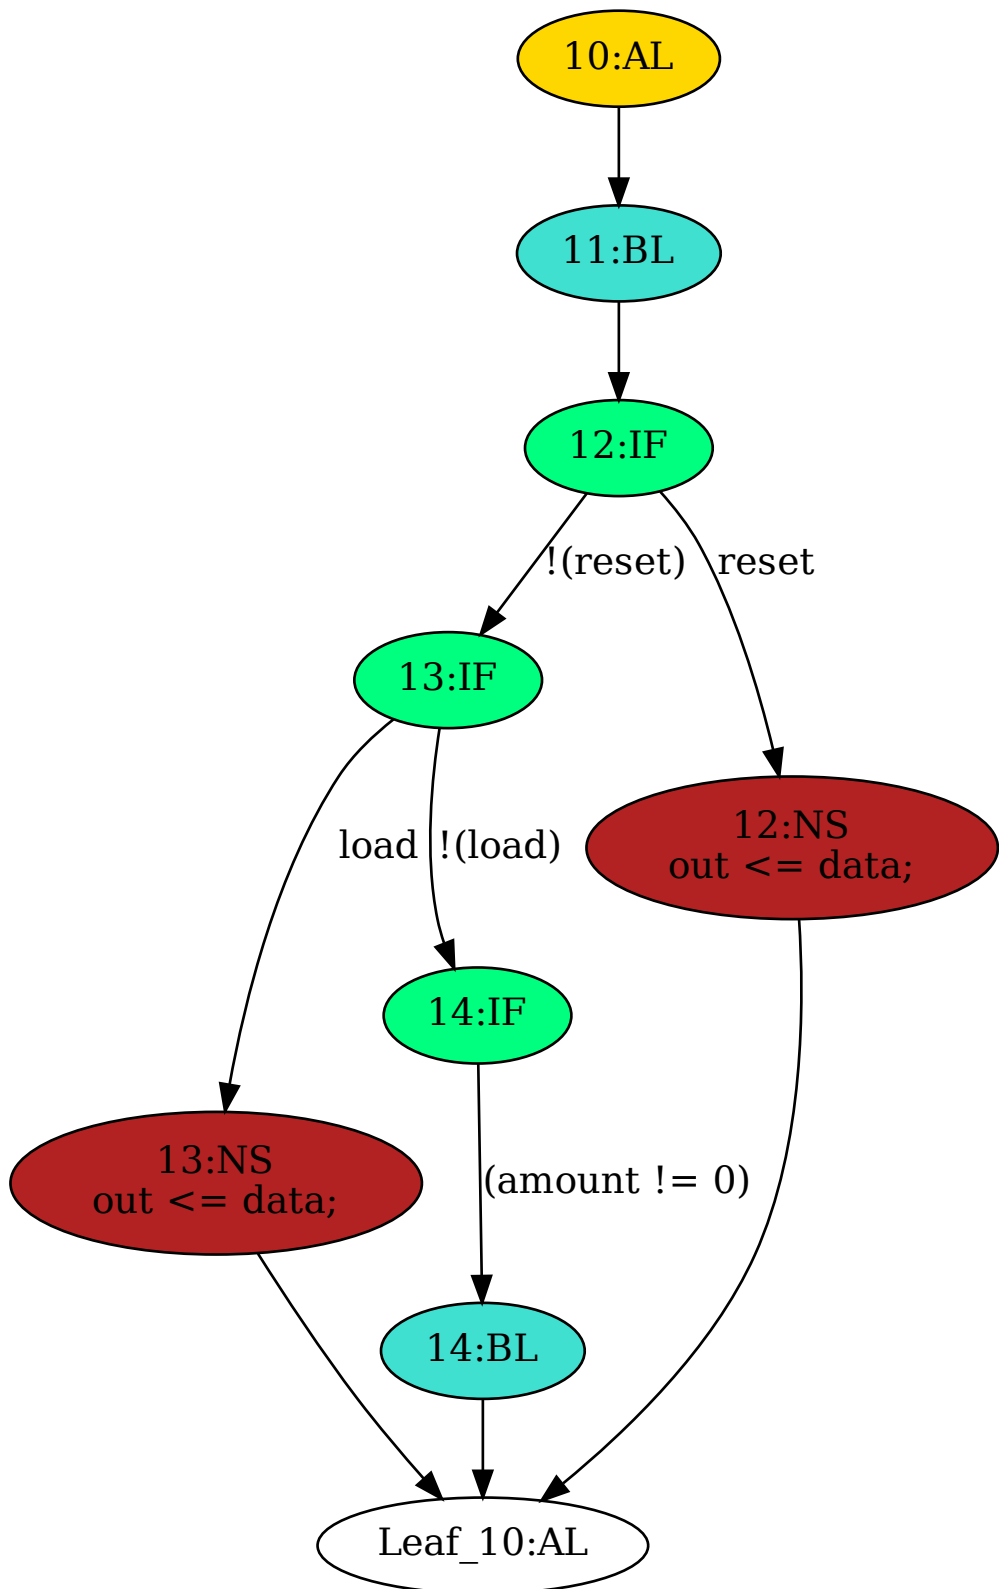 10:AL
11:BL
12:IF
!(reset)
reset
13:IF
12:NS
out <= data;
load
!(load)
14:IF
13:NS
out <= data;
(amount != 0)
14:BL
Leaf_10:AL